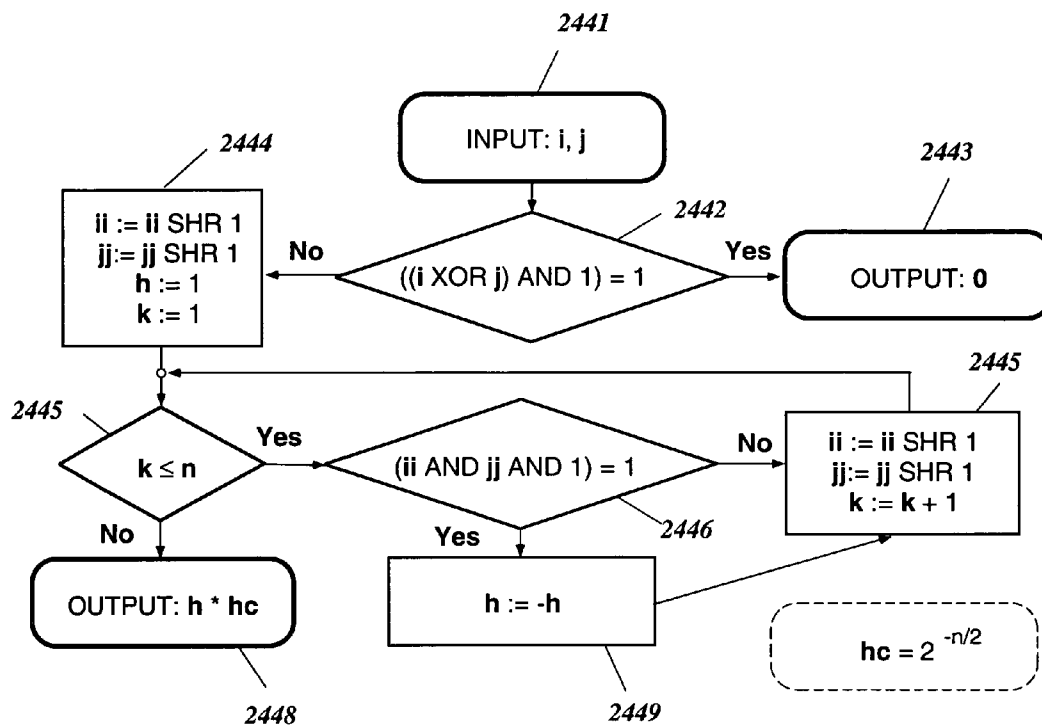 2441
INPUT: i, j
2444
2443
ii := ii SHR 1
jj:= jj SHR 1
h := 1
k := 1
No
2442
((i XOR j) AND 1) = 1
Yes
OUTPUT: 0
2445
k ≤ n
Yes
(ii AND jj AND 1) = 1
No
2445
ii := ii SHR 1
jj:= jj SHR 1
k := k + 1
No
Yes
2446
OUTPUT: h * hc
h := -h
hc = 2 -n/2
2448
2449